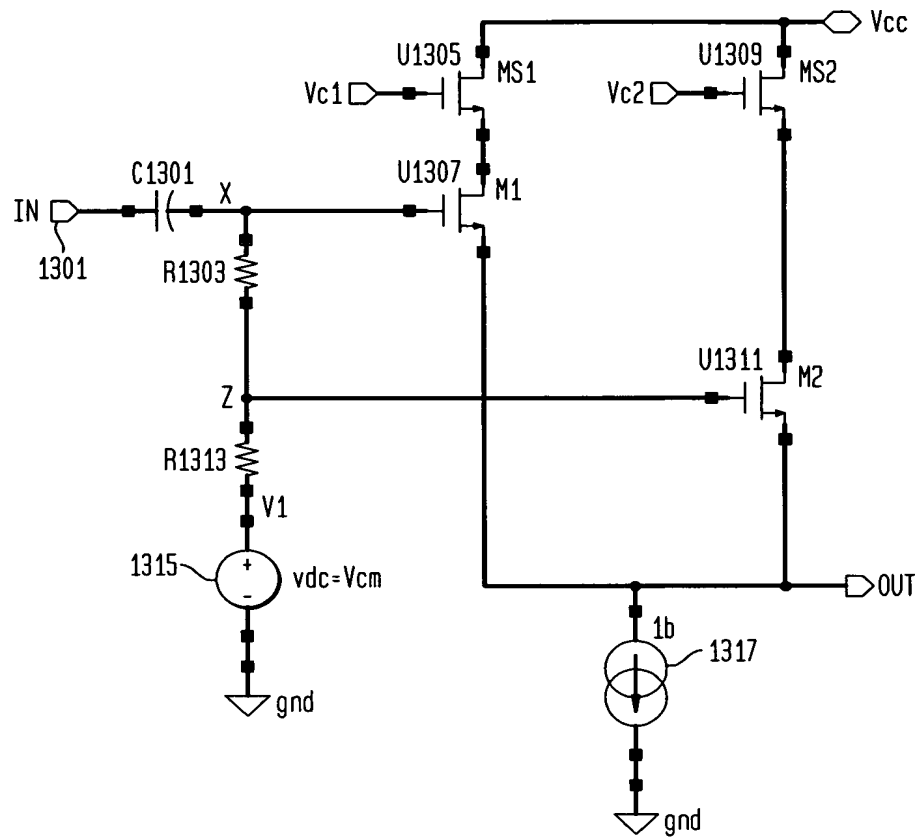 Vcc
U1305
MS1
U1309
MS2
Vc1
Vc2
C1301
X
U1307
M1
IN
1301
R1303
U1311
M2
Z
R1313
V1
1315
+
-
vdc=Vcm
OUT
1b
1317
gnd
gnd